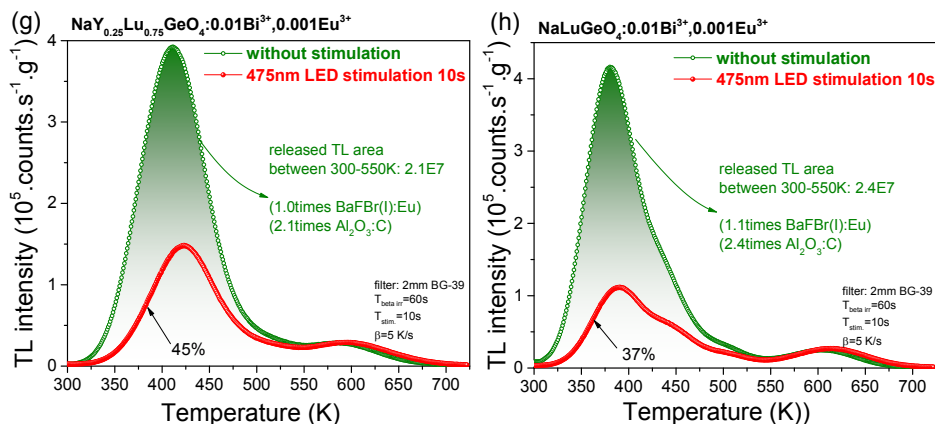 (g)
NaY₀.₂₅Lu₀.₇₅GeO₄:0.01Bi³⁺,0.001Eu³⁺
without stimulation
475nm LED stimulation 10s
released TL area
between 300-550K: 2.1E7
(1.0times BaFBr(I):Eu)
(2.1times Al₂O₃:C)
filter: 2mm BG-39
T_beta irr=60s
T_stim.=10s
β=5 K/s
45%
TL intensity (10⁵.counts.s⁻¹.g⁻¹)
4
3
2
1
0
300 350 400 450 500 550 600 650 700
Temperature (K)
(h)
NaLuGeO₄:0.01Bi³⁺,0.001Eu³⁺
without stimulation
475nm LED stimulation 10s
released TL area
between 300-550K: 2.4E7
(1.1times BaFBr(I):Eu)
(2.4times Al₂O₃:C)
filter: 2mm BG-39
T_beta irr=60s
T_stim.=10s
β=5 K/s
37%
TL intensity (10⁵.counts.s⁻¹.g⁻¹)
4
3
2
1
0
300 350 400 450 500 550 600 650 700
Temperature (K)